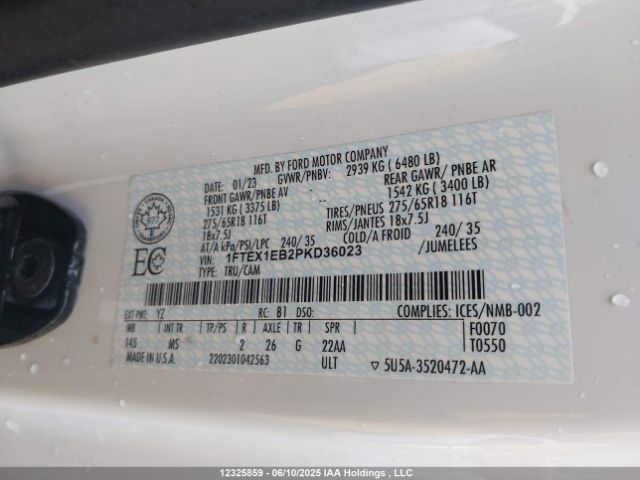 MFD. BY FORD MOTOR COMPANY
DATE: 01/23 GVWR/PNBV: 2939 KG ( 6480 LB)
FRONT GAWR/PNBE AV REAR GAWR/ PNBE AR
1531 KG ( 3375 LB) 1542 KG ( 3400 LB)
275/65R18 116T TIRES/PNEUS 275/65R18 116T
18x7.5J RIMS/JANTES 18x7.5J
AT/A kPa/PSI/LPC 240/ 35 COLD/A FROID 240/ 35
VIN: 1FTEX1EB2PKD36023 /JUMELEES
TYPE: TRU/CAM
EC
EXT PNT: YZ RC: B1 DSO: COMPLIES: ICES/NMB-002
WB INT TR TP/PS R AXLE TR SPR F0070
145 MS 2 26 G 22AA T0550
MADE IN U.S.A. 2202301042563 ULT ▽ 5U5A-3520472-AA
12325859 - 06/10/2025 IAA Holdings , LLC